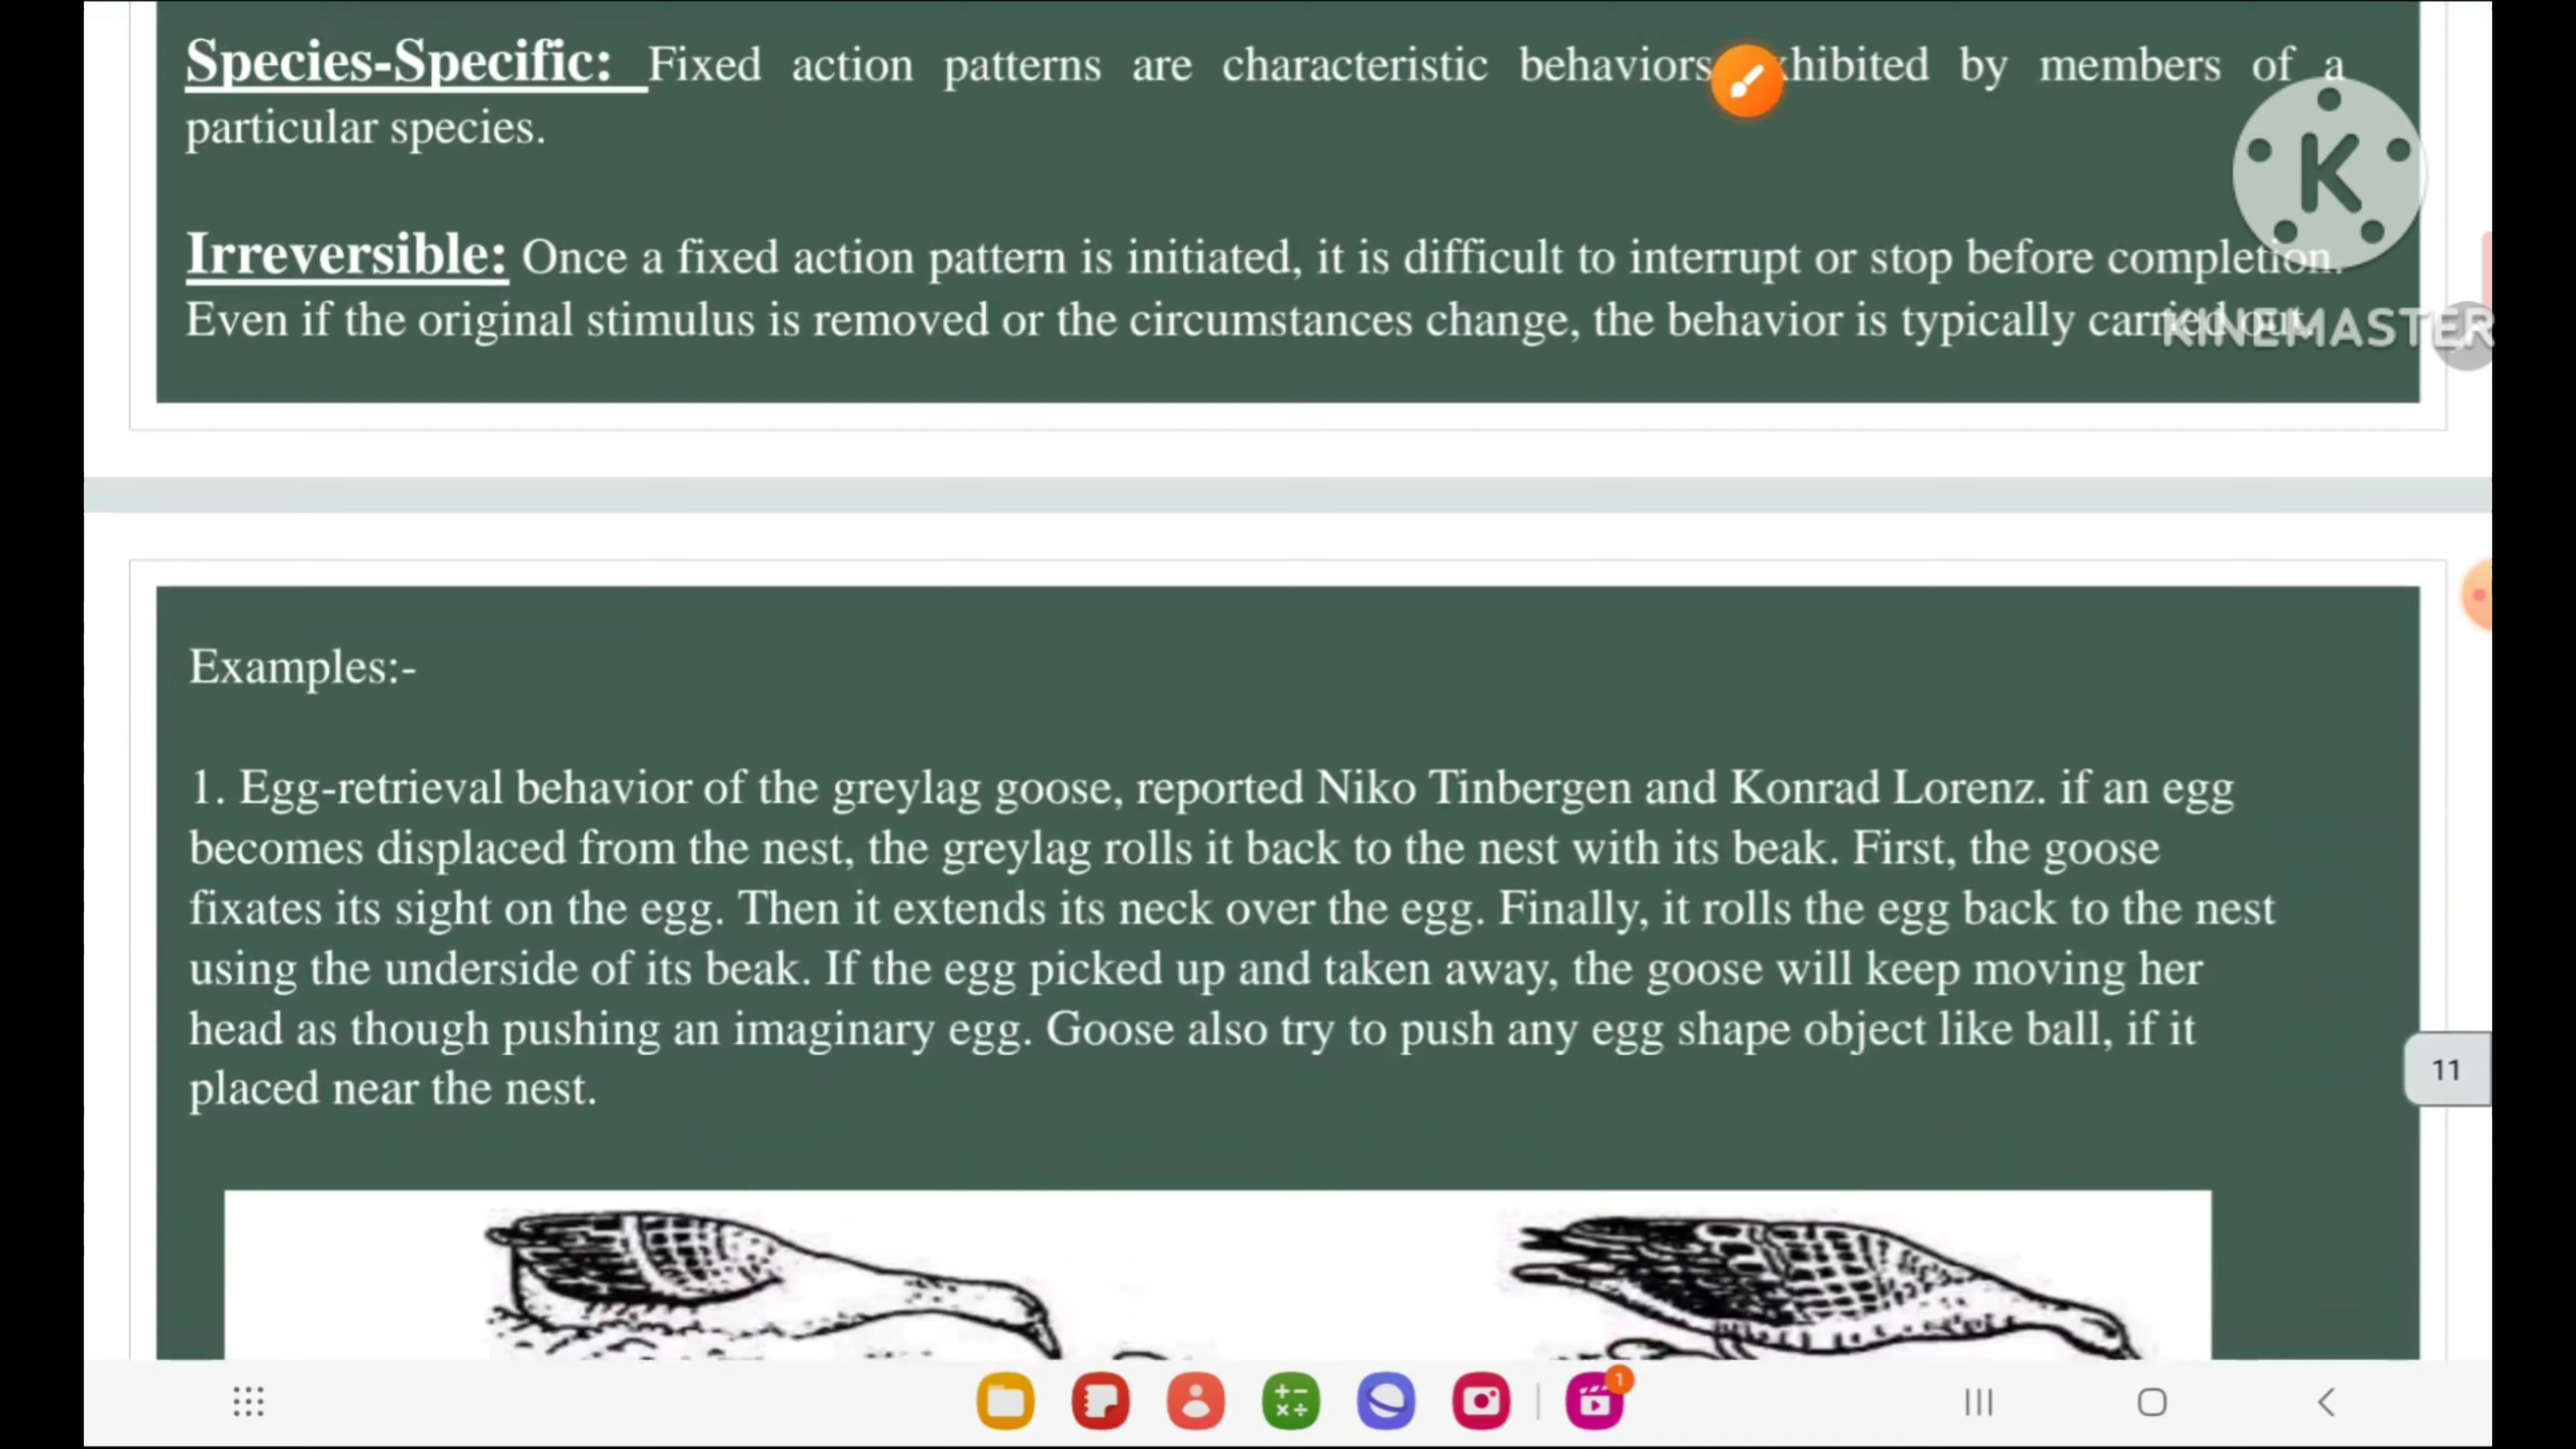 Species-Specific: Fixed action patterns are characteristic behaviors exhibited by members of a
particular species.
K
Irreversible: Once a fixed action pattern is initiated, it is difficult to interrupt or stop before completion.
Even if the original stimulus is removed or the circumstances change, the behavior is typically carried out.
KINEMASTER
Examples:-
1. Egg-retrieval behavior of the greylag goose, reported Niko Tinbergen and Konrad Lorenz. if an egg
becomes displaced from the nest, the greylag rolls it back to the nest with its beak. First, the goose
fixates its sight on the egg. Then it extends its neck over the egg. Finally, it rolls the egg back to the nest
using the underside of its beak. If the egg picked up and taken away, the goose will keep moving her
head as though pushing an imaginary egg. Goose also try to push any egg shape object like ball, if it
placed near the nest.
11
1